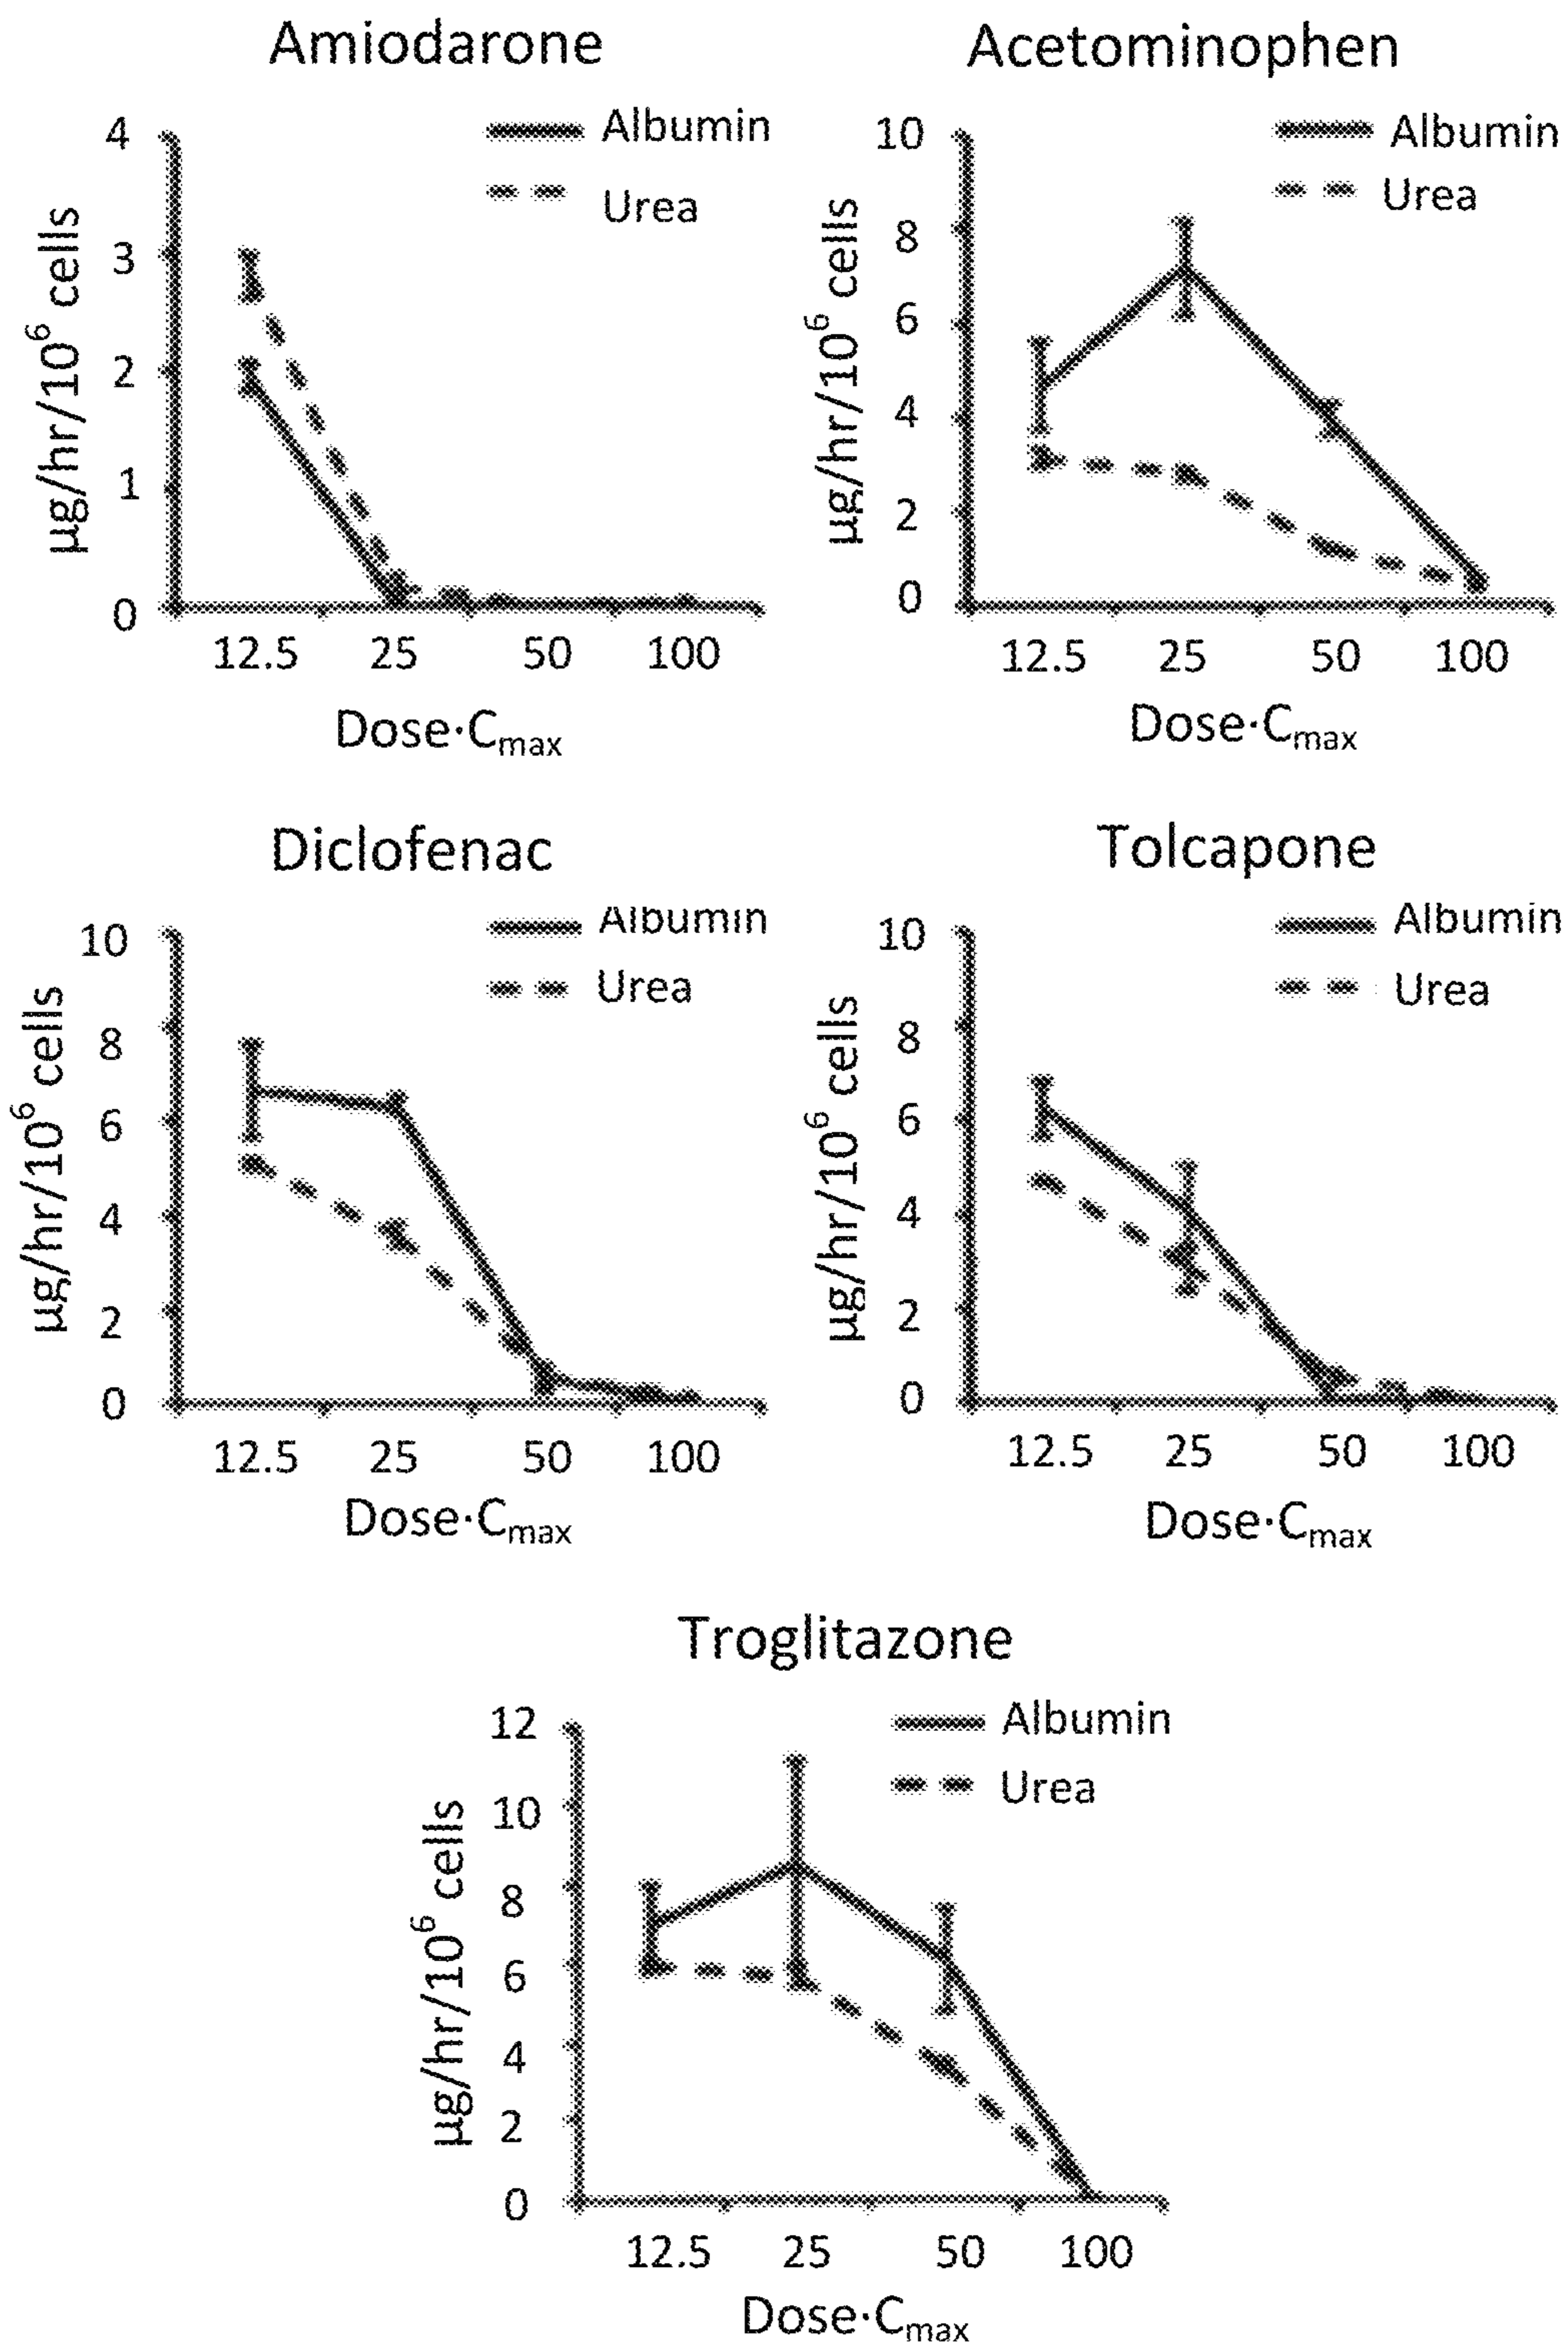 Amiodarone
Albumin
Urea
4
3
2
1
0
µg/hr/10⁶ cells
12.5 25 50 100
Dose·Cmax
Acetominophen
Albumin
Urea
10
8
6
4
2
0
µg/hr/10⁶ cells
12.5 25 50 100
Dose·Cmax
Diclofenac
Albumin
Urea
10
8
6
4
2
0
µg/hr/10⁶ cells
12.5 25 50 100
Dose·Cmax
Tolcapone
Albumin
Urea
10
8
6
4
2
0
µg/hr/10⁶ cells
12.5 25 50 100
Dose·Cmax
Troglitazone
Albumin
Urea
12
10
8
6
4
2
0
µg/hr/10⁶ cells
12.5 25 50 100
Dose·Cmax